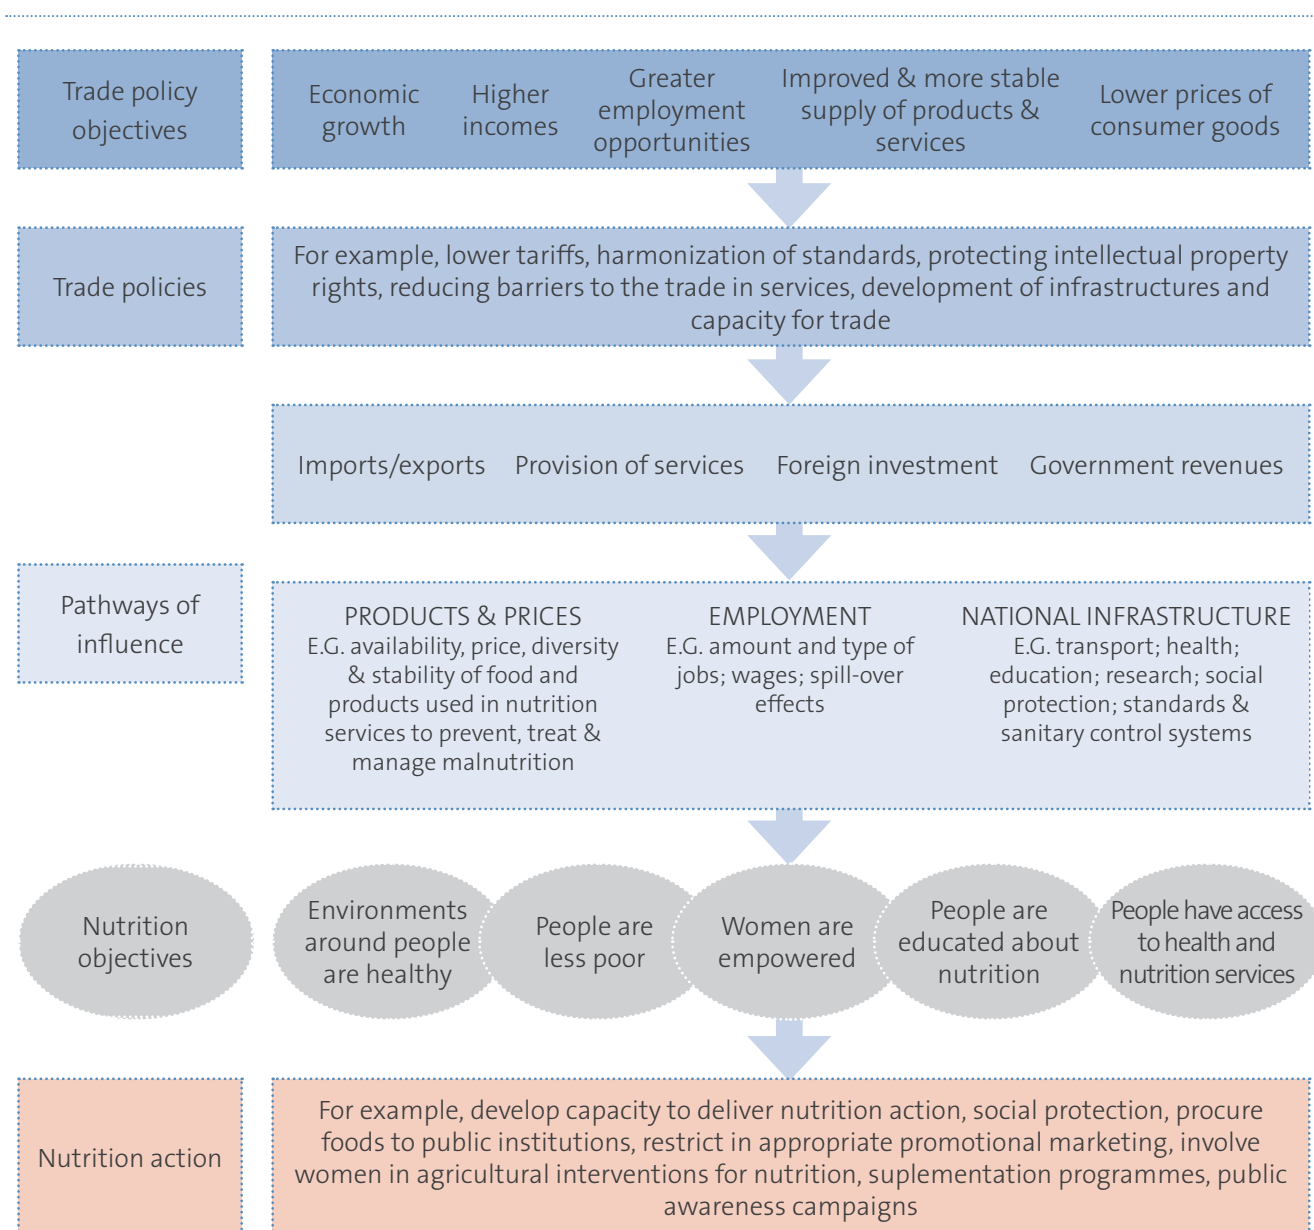 Trade policy
objectives
Economic
growth
Higher
incomes
Greater
employment
opportunities
Improved & more stable
supply of products &
services
Lower prices of
consumer goods
Trade policies
For example, lower tariffs, harmonization of standards, protecting intellectual property
rights, reducing barriers to the trade in services, development of infrastructures and
capacity for trade
Imports/exports
Provision of services
Foreign investment
Government revenues
Pathways of
influence
PRODUCTS & PRICES
E.G. availability, price, diversity
& stability of food and
products used in nutrition
services to prevent, treat &
manage malnutrition
EMPLOYMENT
E.G. amount and type of
jobs; wages; spill-over
effects
NATIONAL INFRASTRUCTURE
E.G. transport; health;
education; research; social
protection; standards &
sanitary control systems
Nutrition
objectives
Environments
around people
are healthy
People are
less poor
Women are
empowered
People are
educated about
nutrition
People have access
to health and
nutrition services
Nutrition action
For example, develop capacity to deliver nutrition action, social protection, procure
foods to public institutions, restrict in appropriate promotional marketing, involve
women in agricultural interventions for nutrition, suplementation programmes, public
awareness campaigns